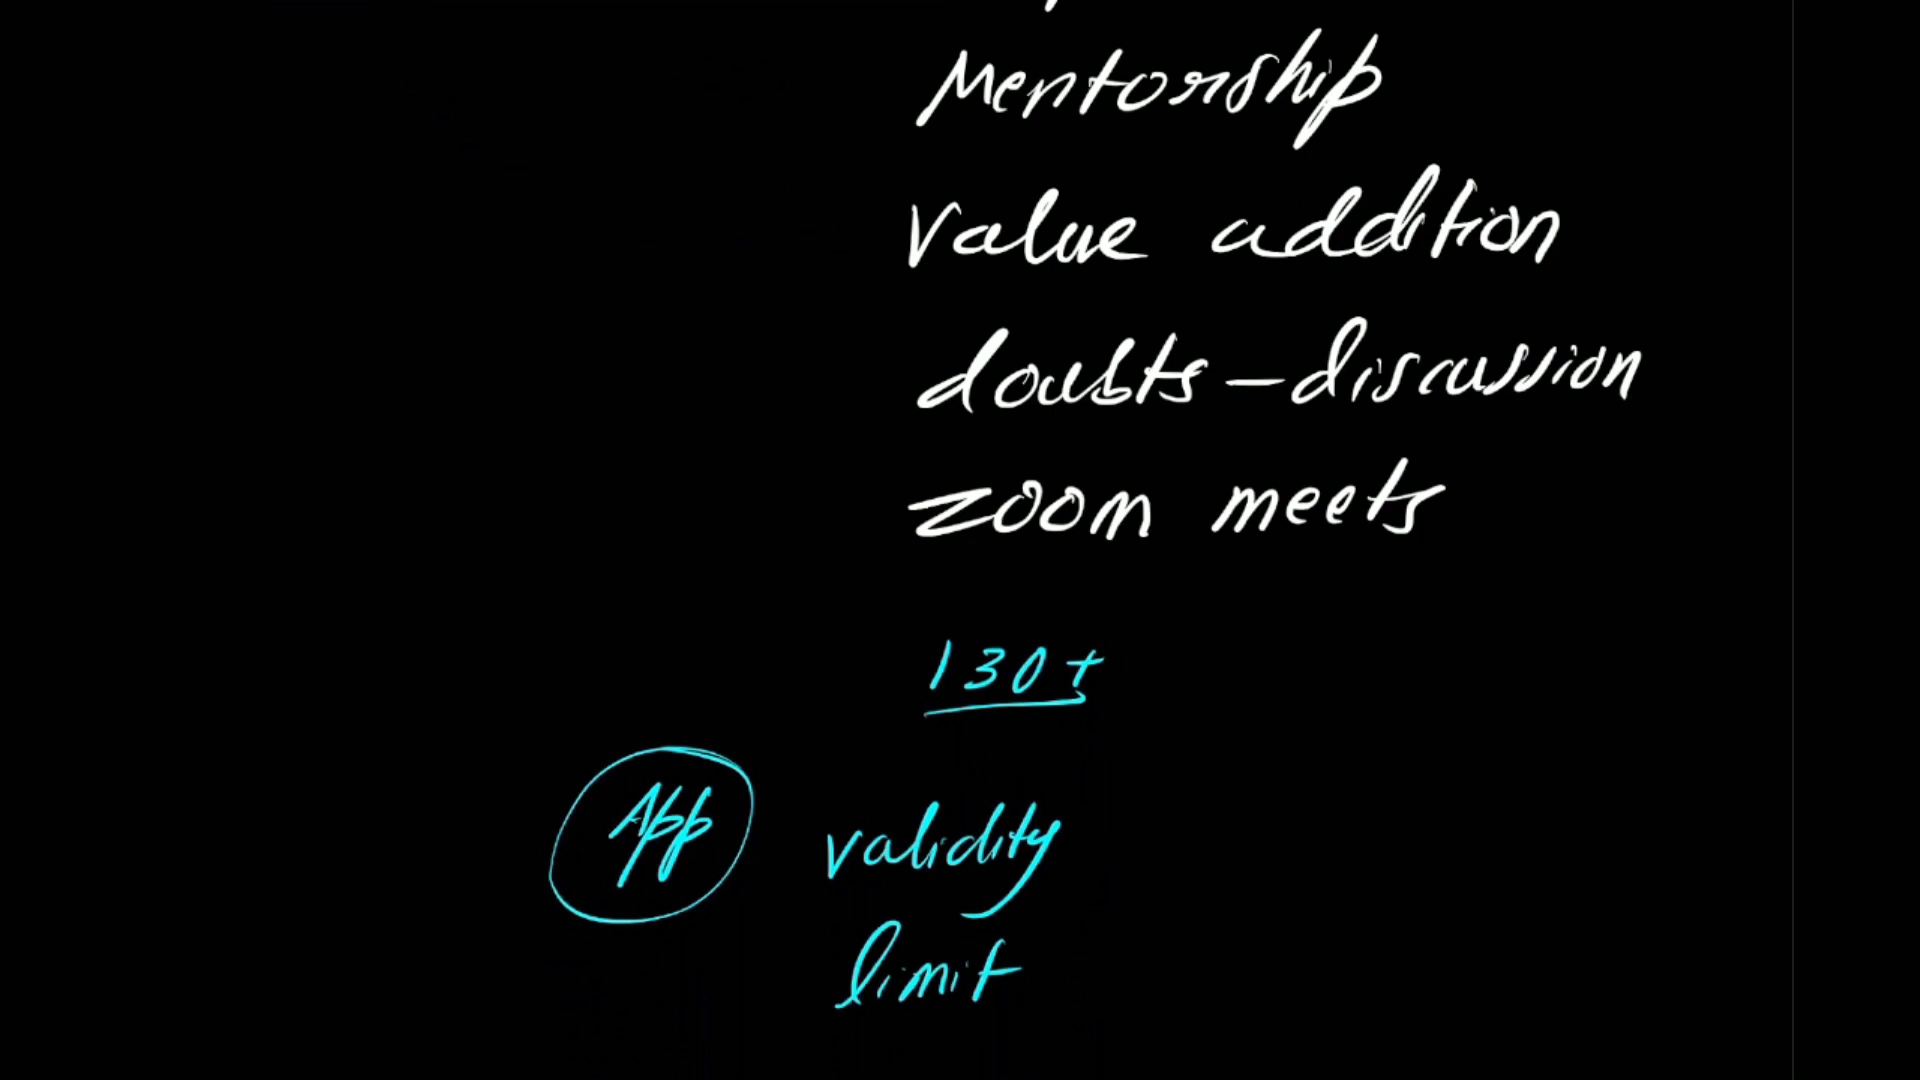 Mentorship
Value addition
doubts - discussion
zoom meets
130+
App validity
limit